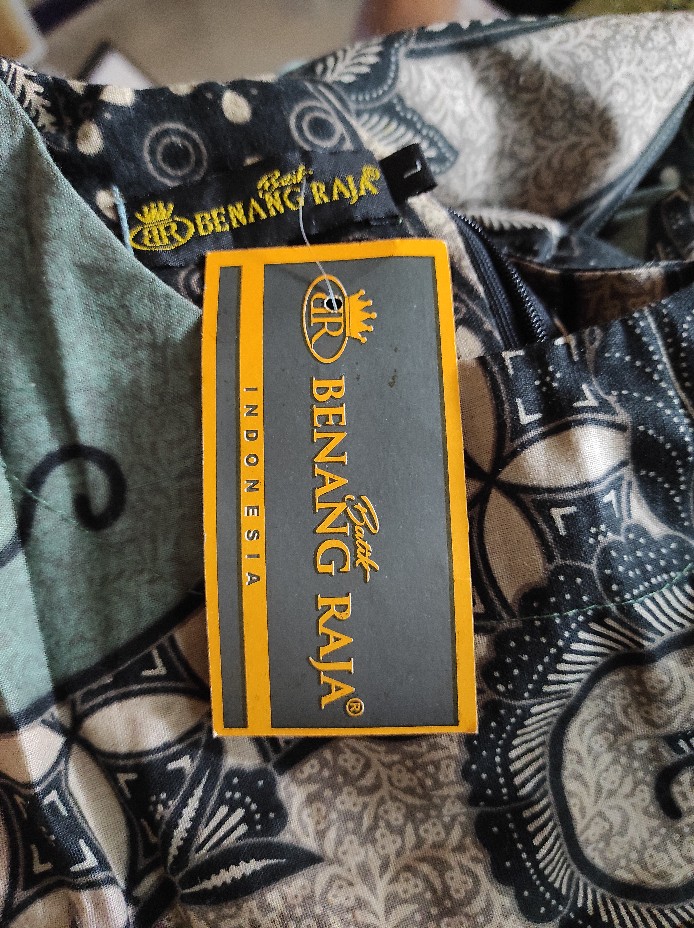 Batik
BR BENANG RAJA®
L
BR
Batik
BENANG RAJA®
INDONESIA